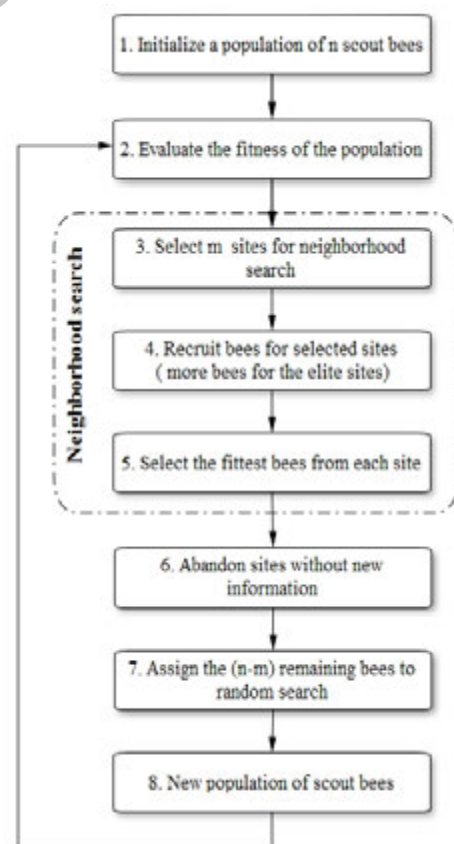 1. Initialize a population of n scout bees
2. Evaluate the fitness of the population
Neighborhood search
3. Select m sites for neighborhood
search
4. Recruit bees for selected sites
( more bees for the elite sites)
5. Select the fittest bees from each site
6. Abandon sites without new
information
7. Assign the (n-m) remaining bees to
random search
8. New population of scout bees